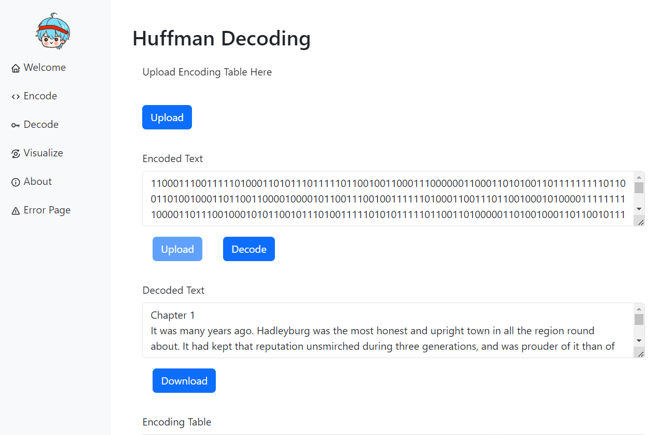 Huffman Decoding
Welcome
Encode
Decode
Visualize
About
Error Page
Upload Encoding Table Here
Upload
Encoded Text
Upload
Decode
Decoded Text
Chapter 1
It was many years ago. Hadleyburg was the most honest and upright town in all the region round
about. It had kept that reputation unsmirched during three generations, and was prouder of it than of
Download
Encoding Table